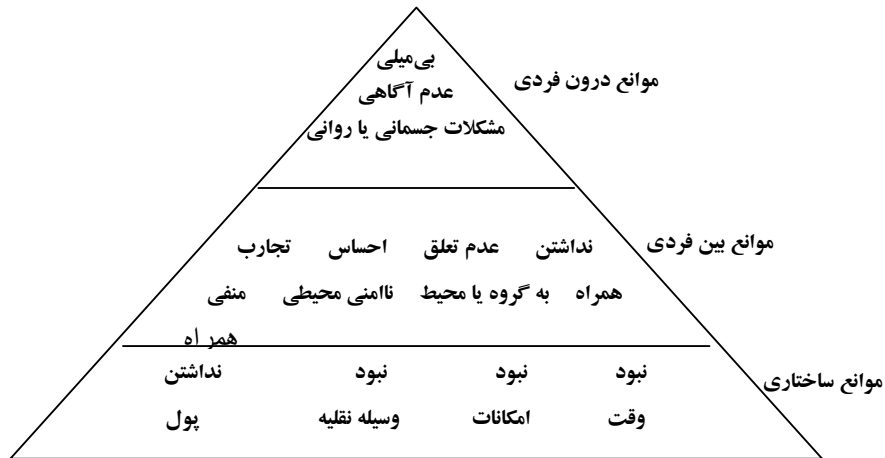 بی‌میلی
عدم آگاهی
مشکلات جسمانی یا روانی
موانع درون فردی
نداشتن عدم تعلق احساس تجارب
همراه به گروه یا محیط ناامنی محیطی منفی
همر اه
موانع بین فردی
نبود نبود نبود نداشتن
وقت امکانات وسیله نقلیه پول
موانع ساختاری